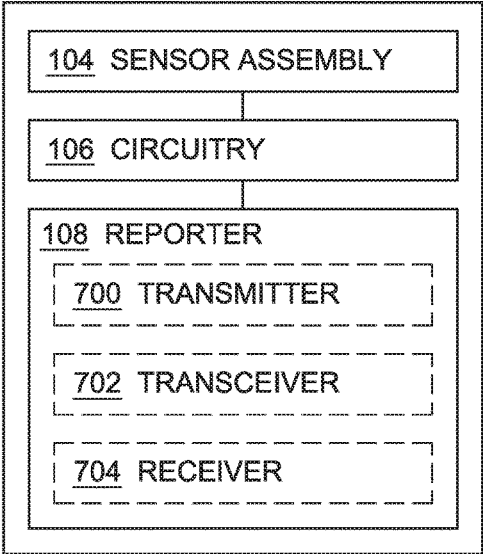 104 SENSOR ASSEMBLY
106 CIRCUITRY
108 REPORTER
700 TRANSMITTER
702 TRANSCEIVER
704 RECEIVER